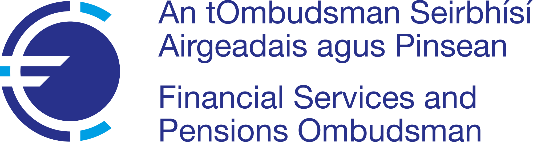 An tOmbudsman Seirbhísí
Airgeadais agus Pinsean
Financial Services and
Pensions Ombudsman